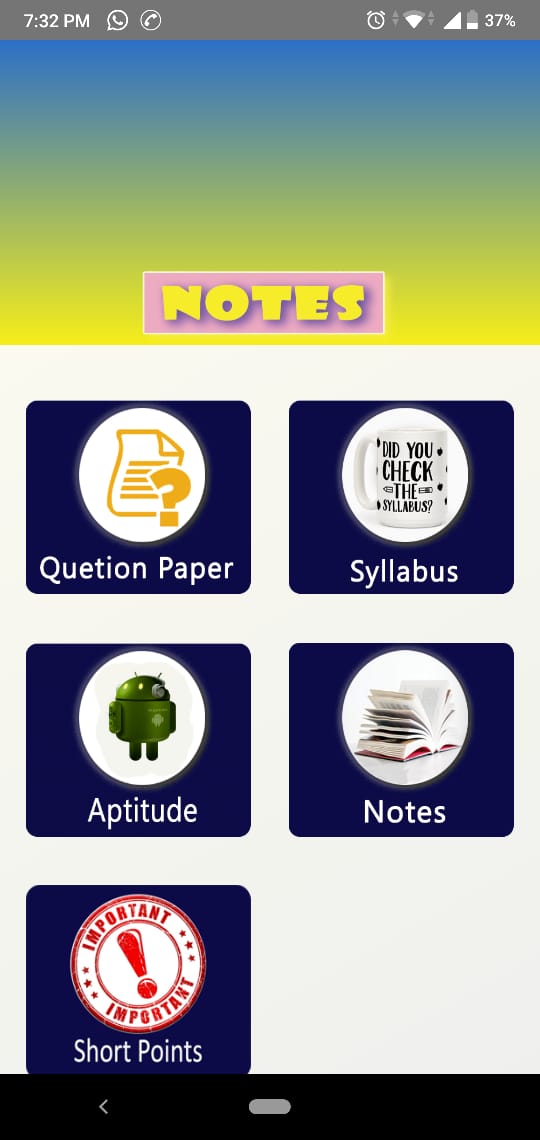 7:32 PM
37%
NOTES
Quetion Paper
DID YOU
CHECK
THE
SYLLABUS?
Syllabus
Aptitude
Notes
IMPORTANT
IMPORTANT
Short Points